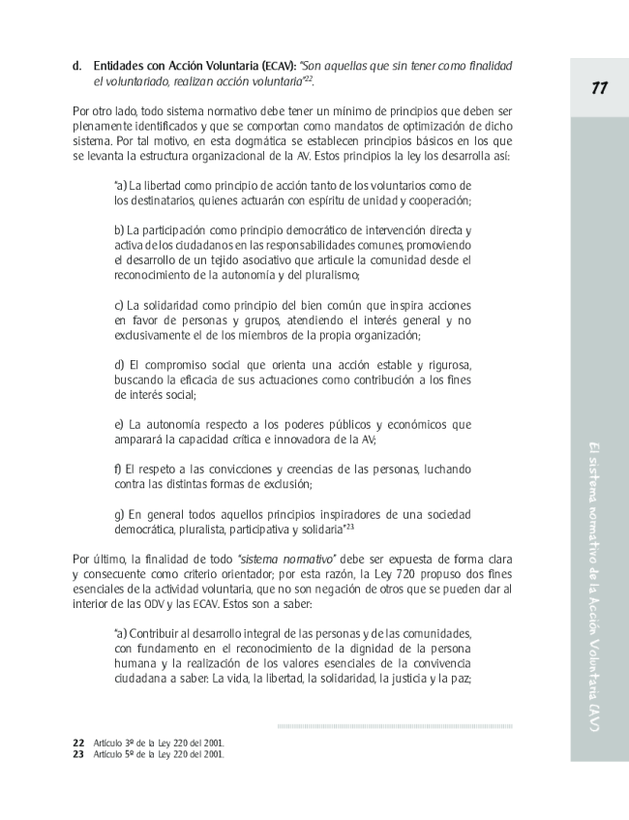 d. Entidades con Acción Voluntaria (ECAV): "Son aquellas que sin tener como finalidad
el voluntariado, realizan acción voluntaria"22.
Por otro lado, todo sistema normativo debe tener un mínimo de principios que deben ser
plenamente identificados y que se comportan como mandatos de optimización de dicho
sistema. Por tal motivo, en esta dogmática se establecen principios básicos en los que
se levanta la estructura organizacional de la AV. Estos principios la ley los desarrolla así:
"a) La libertad como principio de acción tanto de los voluntarios como de
los destinatarios, quienes actuarán con espíritu de unidad y cooperación;
b) La participación como principio democrático de intervención directa y
activa de los ciudadanos en las responsabilidades comunes, promoviendo
el desarrollo de un tejido asociativo que articule la comunidad desde el
reconocimiento de la autonomía y del pluralismo;
c) La solidaridad como principio del bien común que inspira acciones
en favor de personas y grupos, atendiendo el interés general y no
exclusivamente el de los miembros de la propia organización;
d) El compromiso social que orienta una acción estable y rigurosa,
buscando la eficacia de sus actuaciones como contribución a los fines
de interés social;
e) La autonomía respecto a los poderes públicos y económicos que
amparará la capacidad crítica e innovadora de la AV;
f) El respeto a las convicciones y creencias de las personas, luchando
contra las distintas formas de exclusión;
g) En general todos aquellos principios inspiradores de una sociedad
democrática, pluralista, participativa y solidaria"23
Por último, la finalidad de todo "sistema normativo" debe ser expuesta de forma clara
y consecuente como criterio orientador; por esta razón, la Ley 720 propuso dos fines
esenciales de la actividad voluntaria, que no son negación de otros que se pueden dar al
interior de las ODV y las ECAV. Estos son a saber:
"a) Contribuir al desarrollo integral de las personas y de las comunidades,
con fundamento en el reconocimiento de la dignidad de la persona
humana y la realización de los valores esenciales de la convivencia
ciudadana a saber: La vida, la libertad, la solidaridad, la justicia y la paz;
22 Artículo 3º de la Ley 220 del 2001.
23 Artículo 5º de la Ley 220 del 2001.
11
El sistema normativo de la Acción Voluntaria (AV)